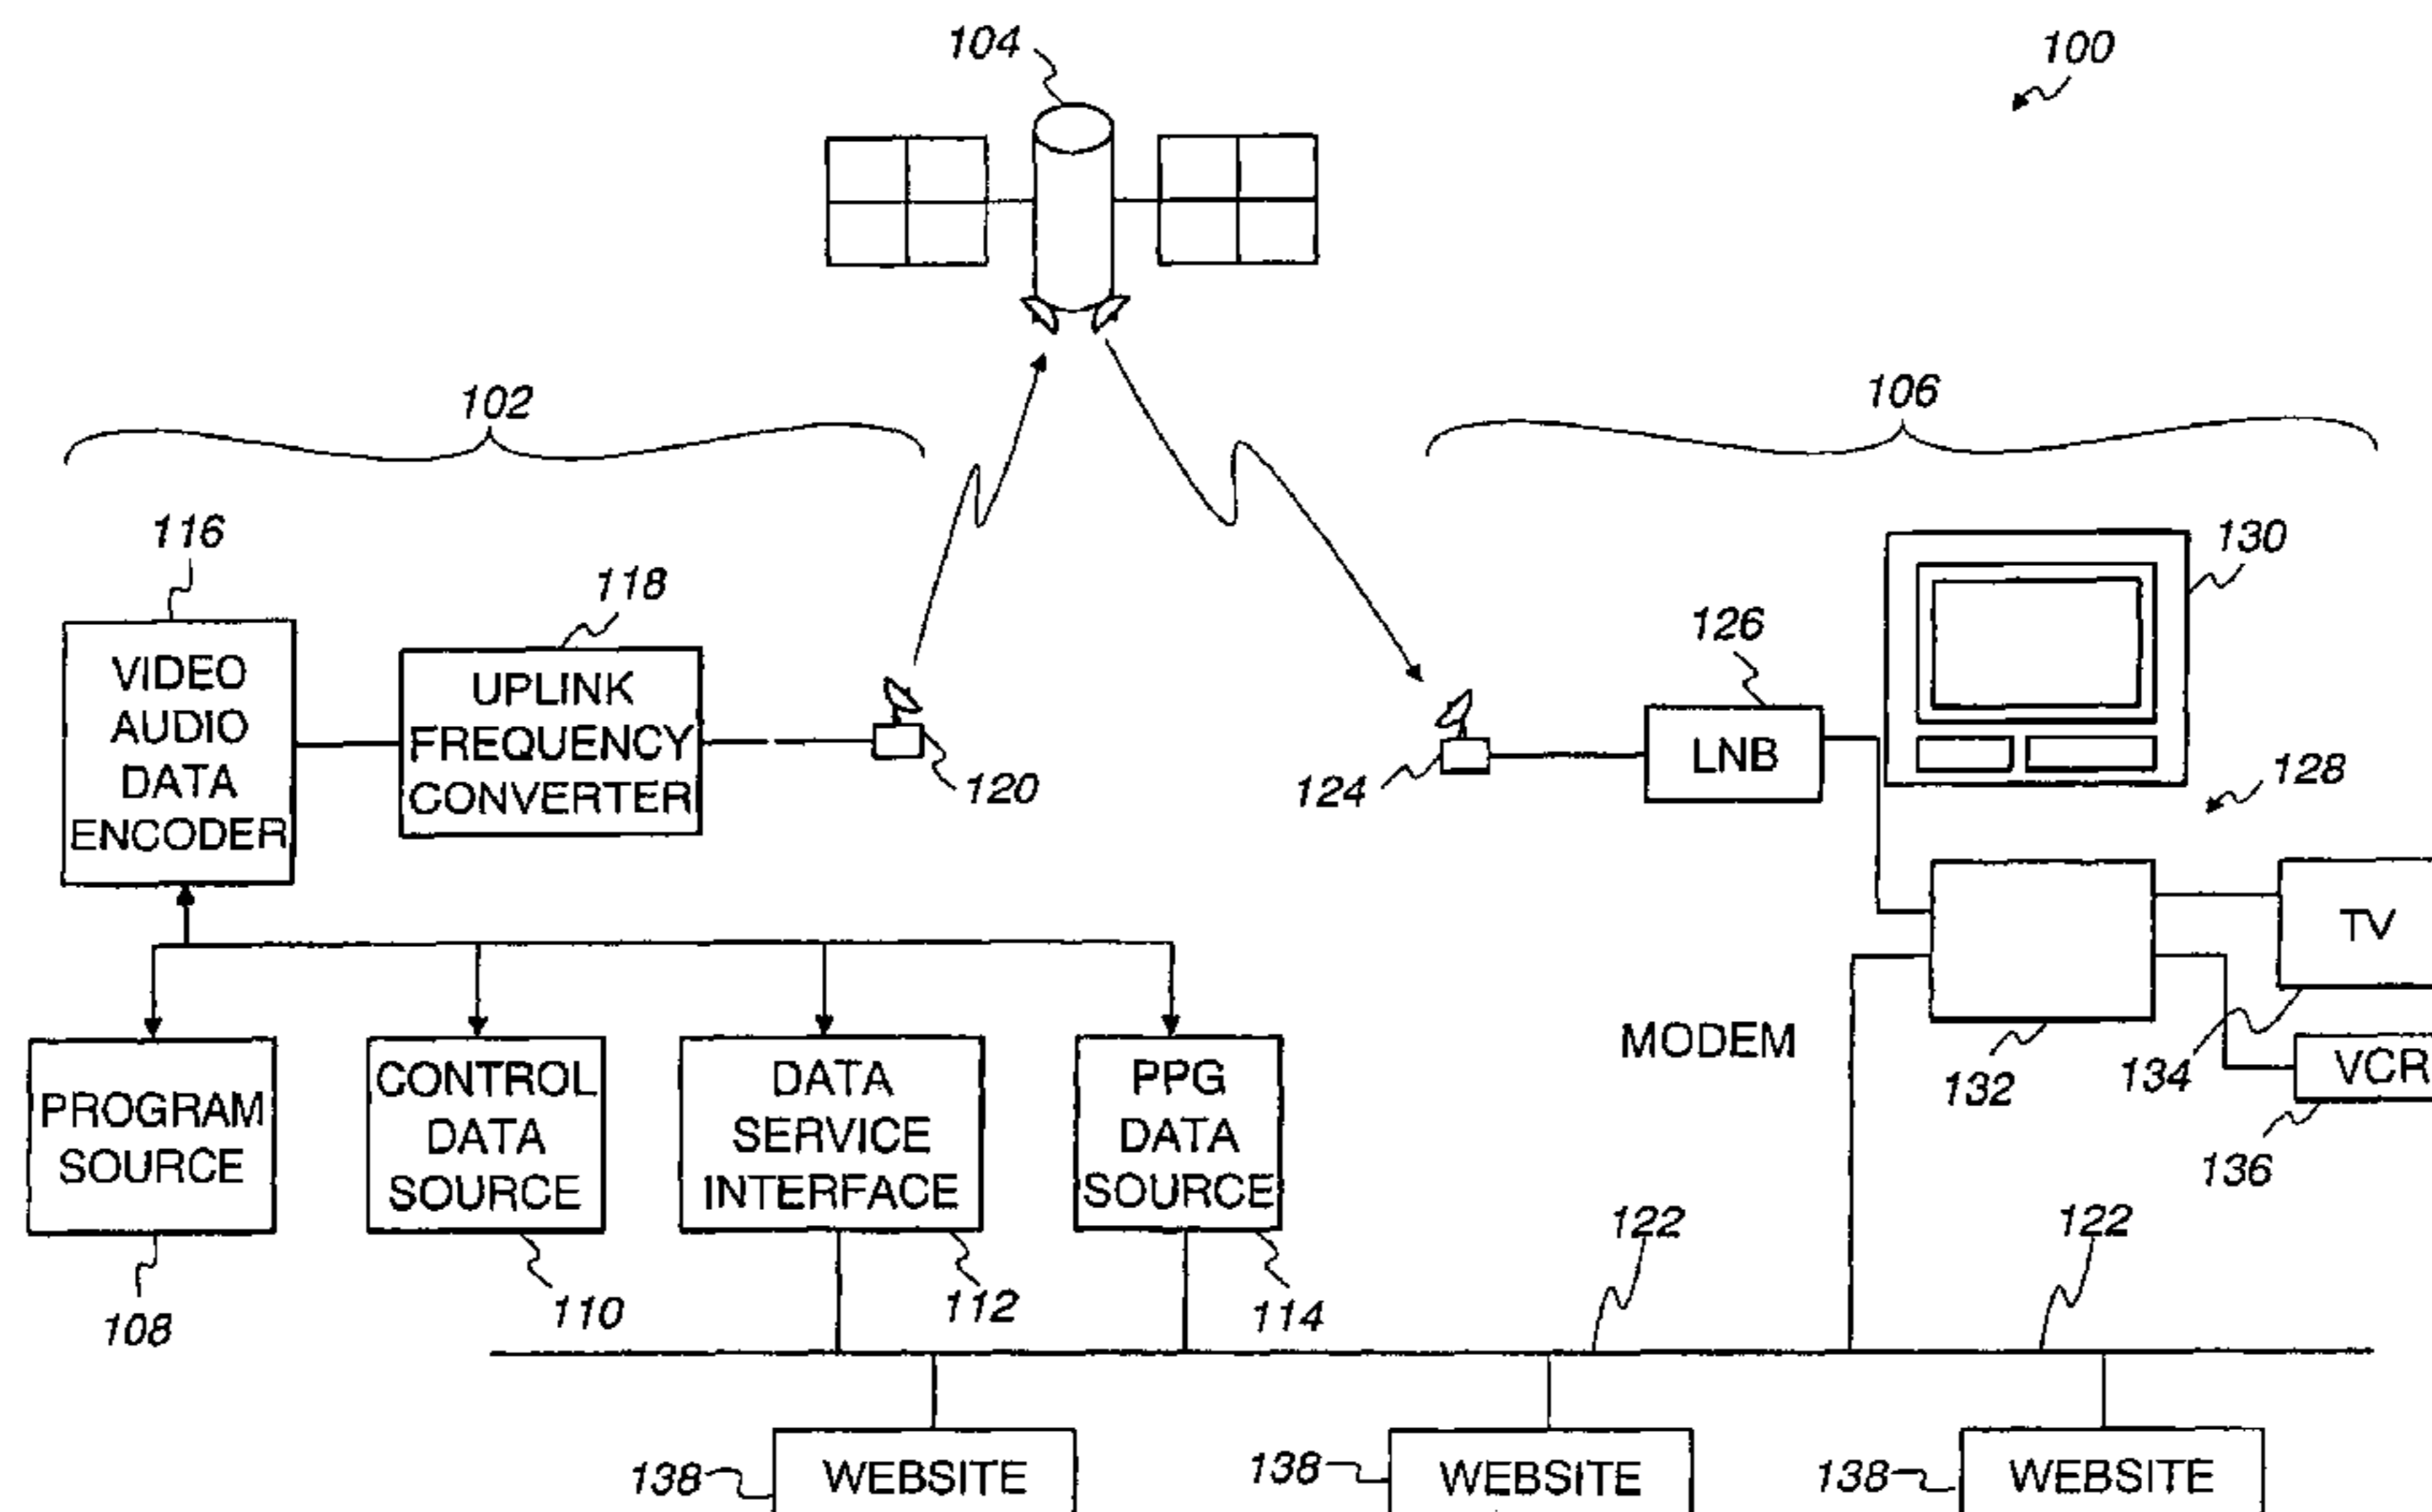 104
100
102
106
116
118
130
126
VIDEO
AUDIO
DATA
ENCODER
UPLINK
FREQUENCY
CONVERTER
120
124
LNB
128
TV
MODEM
132
134
VCR
136
PROGRAM
SOURCE
CONTROL
DATA
SOURCE
DATA
SERVICE
INTERFACE
PPG
DATA
SOURCE
108
110
112
114
122
122
138
WEBSITE
138
WEBSITE
138
WEBSITE